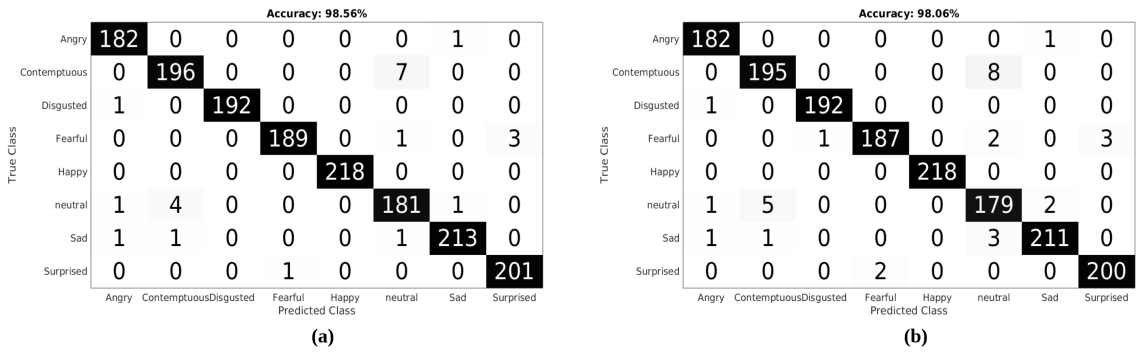 Accuracy: 98.56%
True Class
Angry 182 0 0 0 0 0 1 0
Contemptuous 0 196 0 0 0 7 0 0
Disgusted 1 0 192 0 0 0 0 0
Fearful 0 0 0 189 0 1 0 3
Happy 0 0 0 0 218 0 0 0
neutral 1 4 0 0 0 181 1 0
Sad 1 1 0 0 0 1 213 0
Surprised 0 0 0 1 0 0 0 201
Angry Contemptuous Disgusted Fearful Happy neutral Sad Surprised
Predicted Class
(a)
Accuracy: 98.06%
True Class
Angry 182 0 0 0 0 0 1 0
Contemptuous 0 195 0 0 0 8 0 0
Disgusted 1 0 192 0 0 0 0 0
Fearful 0 0 1 187 0 2 0 3
Happy 0 0 0 0 218 0 0 0
neutral 1 5 0 0 0 179 2 0
Sad 1 1 0 0 0 3 211 0
Surprised 0 0 0 2 0 0 0 200
Angry Contemptuous Disgusted Fearful Happy neutral Sad Surprised
Predicted Class
(b)